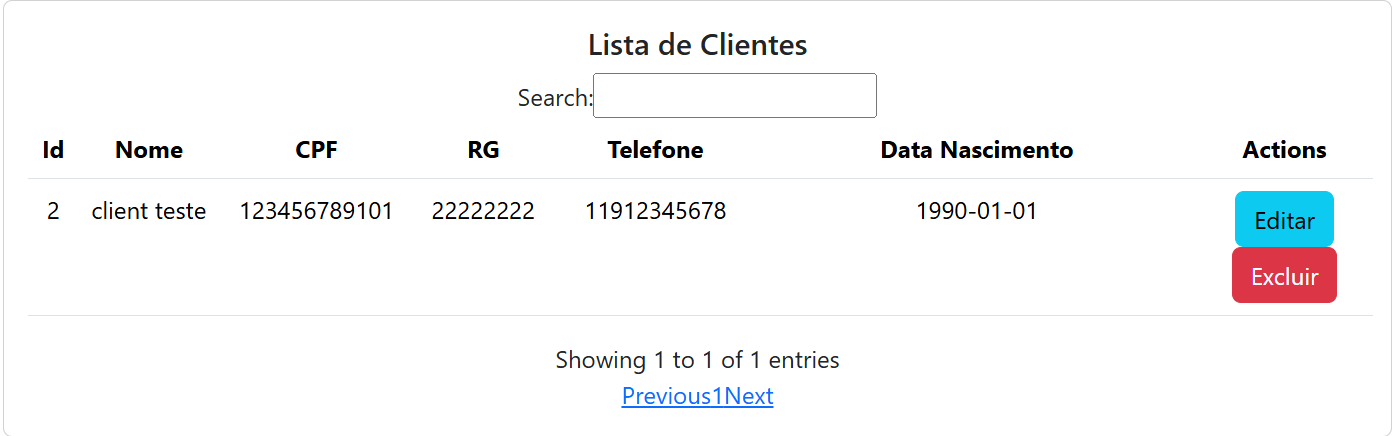 Lista de Clientes
Search:
Id Nome CPF RG Telefone Data Nascimento Actions
2 client teste 123456789101 22222222 11912345678 1990-01-01 Editar
Excluir
Showing 1 to 1 of 1 entries
Previous1Next